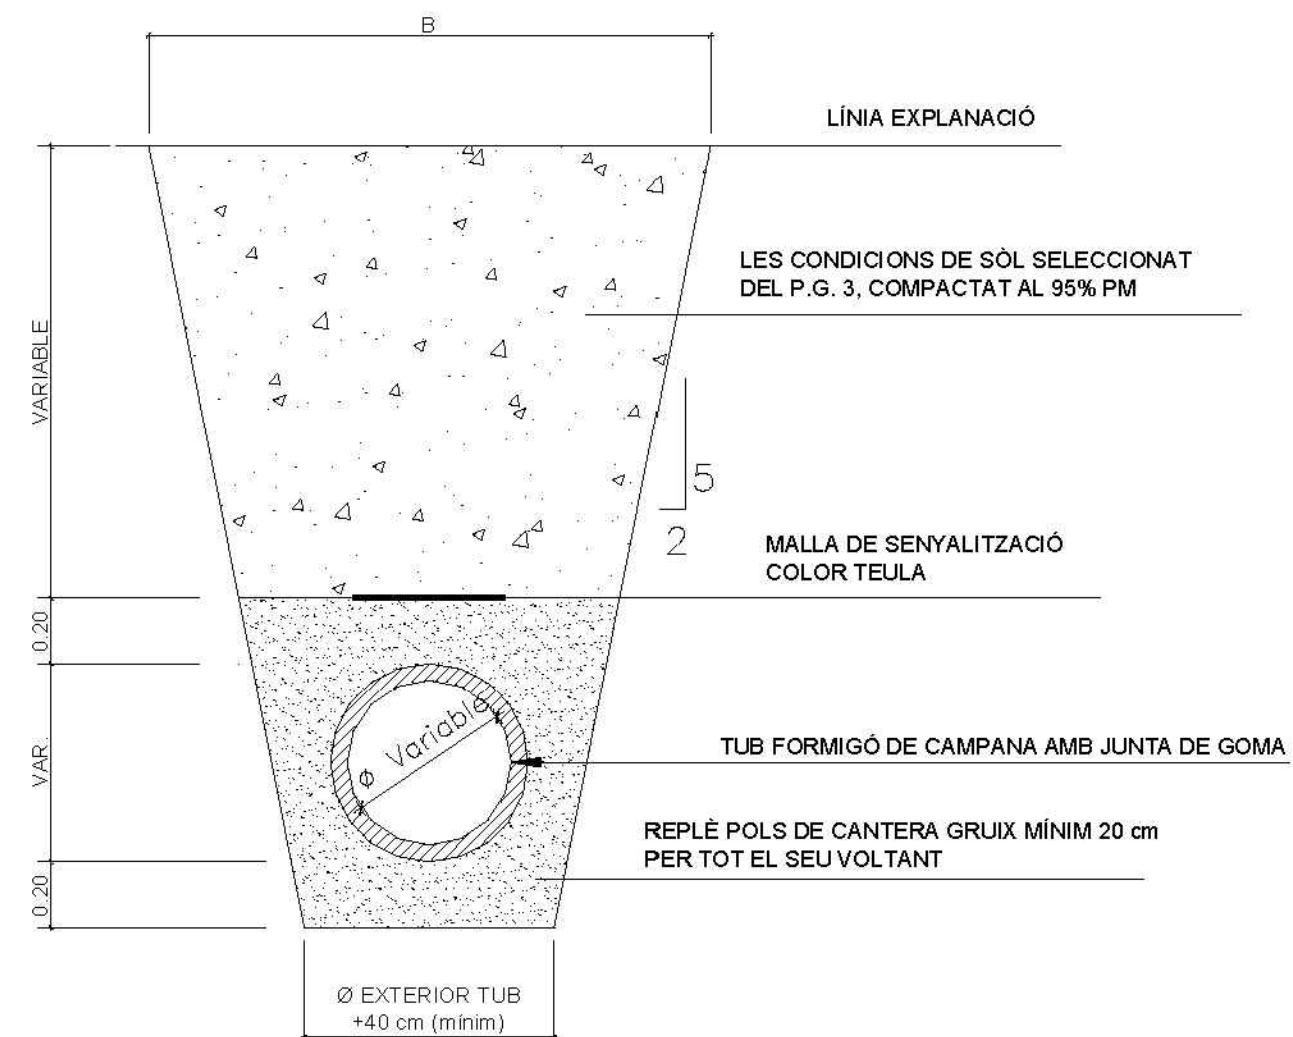 B
LÍNIA EXPLANACIÓ
LES CONDICIONS DE SÒL SELECCIONAT
DEL P.G. 3, COMPACTAT AL 95% PM
VARIABLE
5
2
MALLA DE SENYALITZACIÓ
COLOR TEULA
0.20
Ø Variable
VAR
TUB FORMIGÓ DE CAMPANA AMB JUNTA DE GOMA
REPLÈ POLS DE CANTERA GRUIX MÍNIM 20 cm
PER TOT EL SEU VOLTANT
0.20
Ø EXTERIOR TUB
+40 cm (mínim)